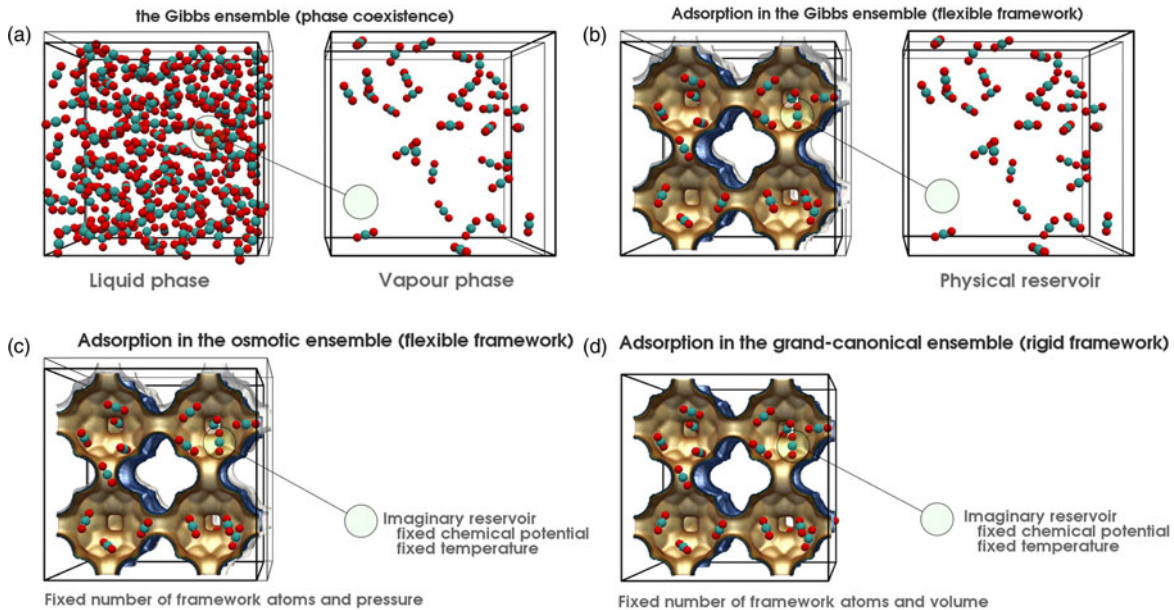 the Gibbs ensemble (phase coexistence)
(a)
Liquid phase
Vapour phase
Adsorption in the Gibbs ensemble (flexible framework)
(b)
Physical reservoir
Adsorption in the osmotic ensemble (flexible framework)
(c)
Imaginary reservoir
fixed chemical potential
fixed temperature
Fixed number of framework atoms and pressure
Adsorption in the grand-canonical ensemble (rigid framework)
(d)
Imaginary reservoir
fixed chemical potential
fixed temperature
Fixed number of framework atoms and volume